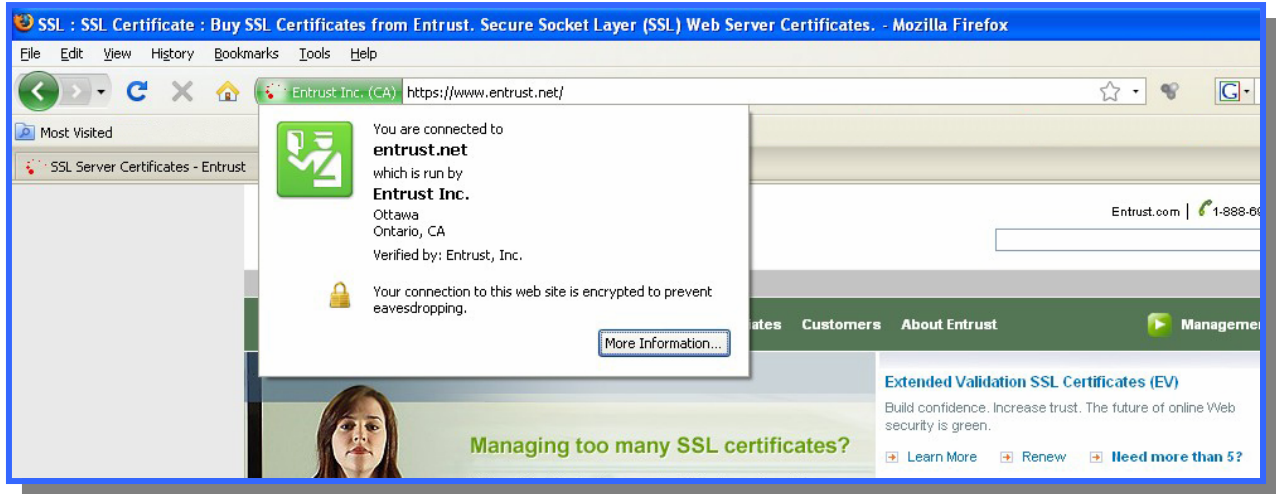 SSL : SSL Certificate : Buy SSL Certificates from Entrust. Secure Socket Layer (SSL) Web Server Certificates. - Mozilla Firefox
File Edit View History Bookmarks Tools Help
Entrust Inc. (CA) https://www.entrust.net/
G
Most Visited
SSL Server Certificates - Entrust
You are connected to
entrust.net
which is run by
Entrust Inc.
Ottawa
Ontario, CA
Verified by: Entrust, Inc.
Your connection to this web site is encrypted to prevent
eavesdropping.
More Information...
Entrust.com | 1-888-6
Customers About Entrust
Extended Validation SSL Certificates (EV)
Build confidence. Increase trust. The future of online Web
security is green.
Learn More Renew Need more than 5?
Managing too many SSL certificates?